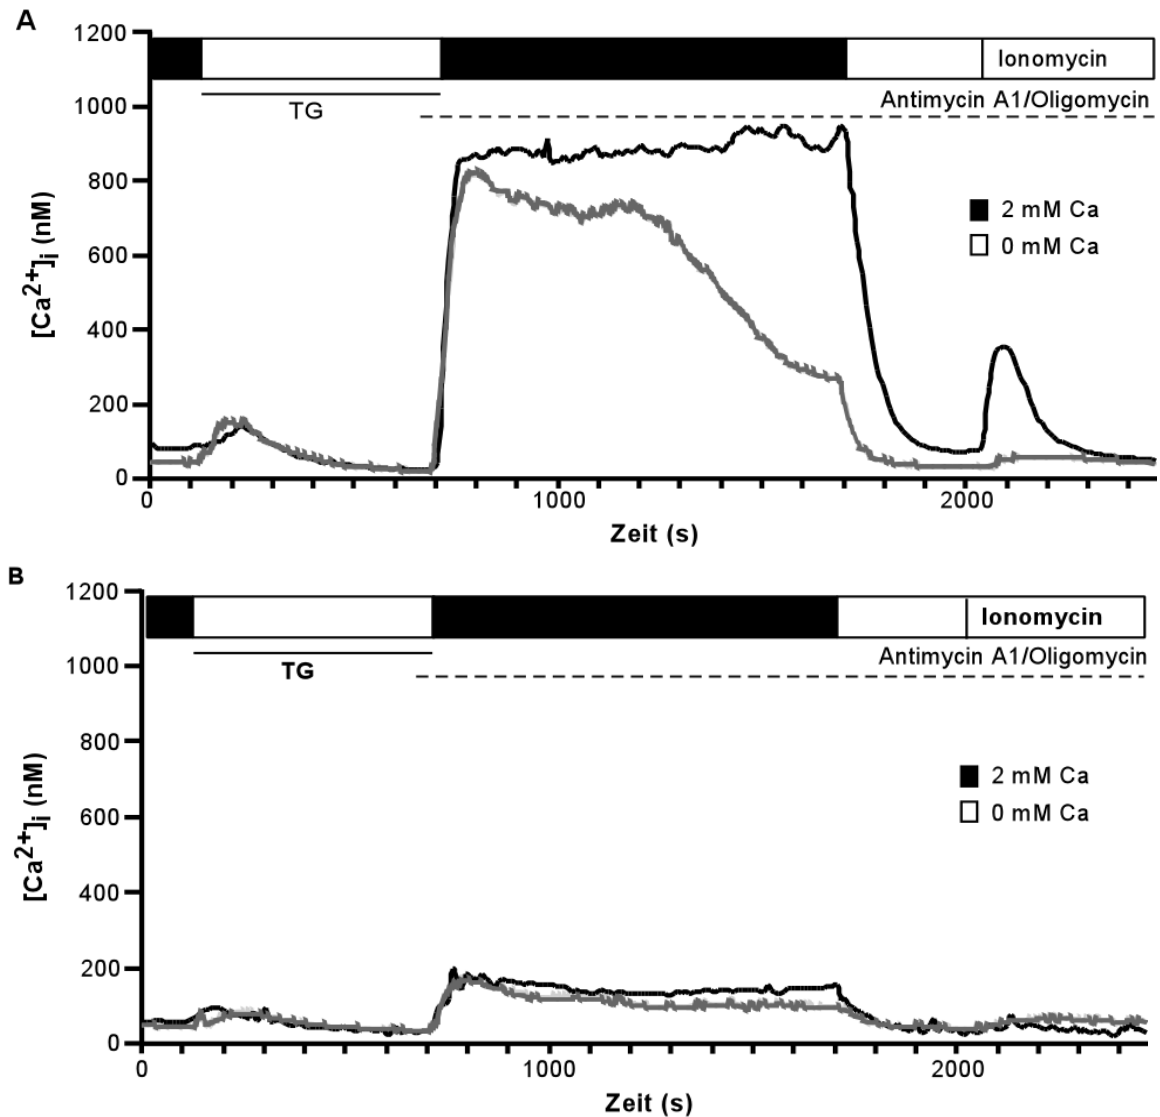 A
1200
1000
800
600
400
200
0
[Ca2+]i (nM)
Ionomycin
TG
Antimycin A1/Oligomycin
2 mM Ca
0 mM Ca
0
1000
2000
Zeit (s)
B
1200
1000
800
600
400
200
0
[Ca2+]i (nM)
Ionomycin
TG
Antimycin A1/Oligomycin
2 mM Ca
0 mM Ca
0
1000
2000
Zeit (s)